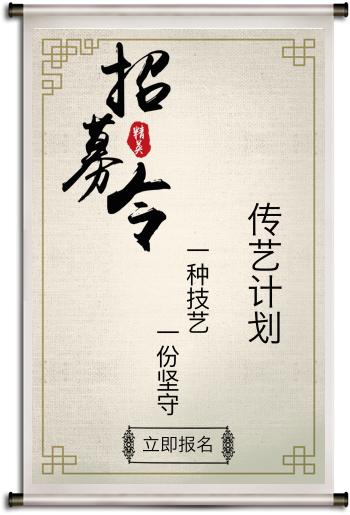 招募令
精英
传艺计划
一种技艺
一份坚守
立即报名